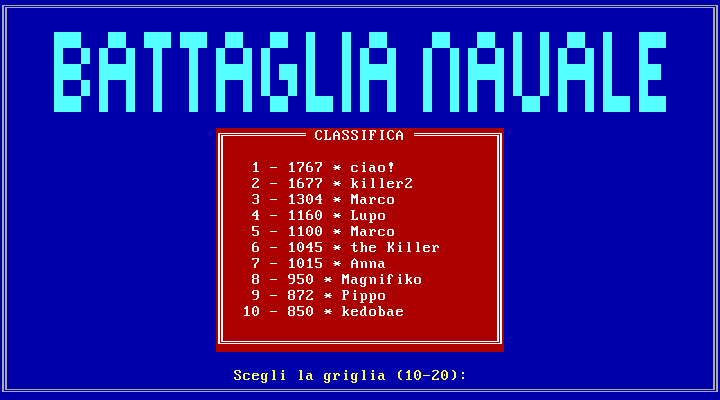 BATTAGLIA NAVALE
CLASSIFICA
1 - 1767 * ciao!
2 - 1677 * killer2
3 - 1304 * Marco
4 - 1160 * Lupo
5 - 1100 * Marco
6 - 1045 * the Killer
7 - 1015 * Anna
8 - 950 * Magnifiko
9 - 872 * Pippo
10 - 850 * kedobae
Scegli la griglia (10-20):